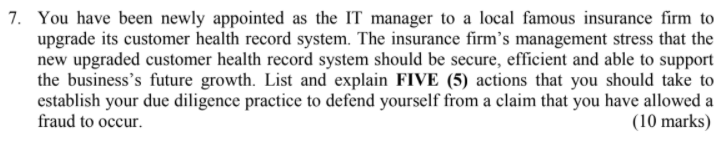 7. You have been newly appointed as the IT manager to a local famous insurance firm to
upgrade its customer health record system. The insurance firm's management stress that the
new upgraded customer health record system should be secure, efficient and able to support
the business's future growth. List and explain FIVE (5) actions that you should take to
establish your due diligence practice to defend yourself from a claim that you have allowed a
fraud to occur. (10 marks)